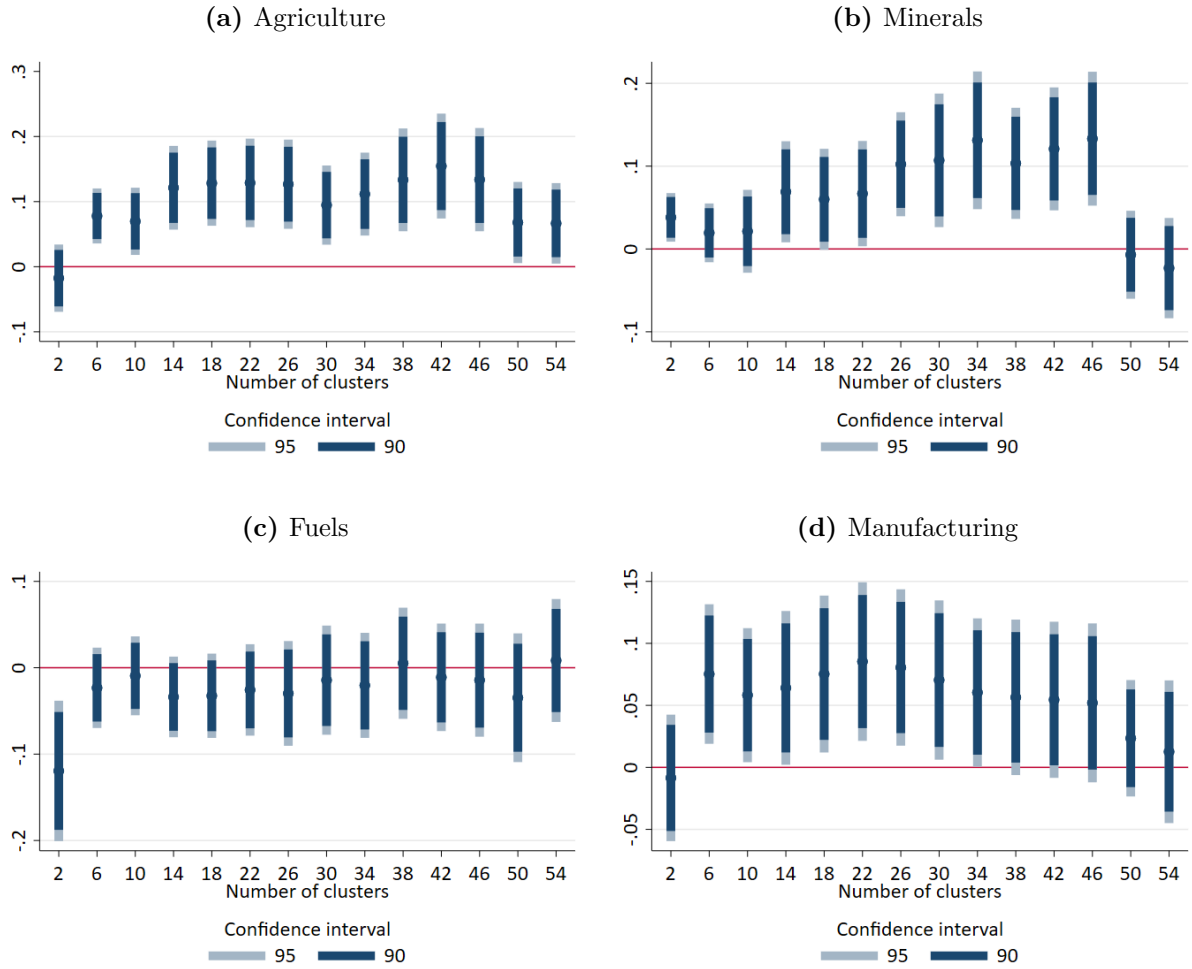 (a) Agriculture
.3
.2
.1
0
-.1
2 6 10 14 18 22 26 30 34 38 42 46 50 54
Number of clusters
Confidence interval
95 90
(b) Minerals
.2
.1
0
-.1
2 6 10 14 18 22 26 30 34 38 42 46 50 54
Number of clusters
Confidence interval
95 90
(c) Fuels
.1
0
-.1
-.2
2 6 10 14 18 22 26 30 34 38 42 46 50 54
Number of clusters
Confidence interval
95 90
(d) Manufacturing
.15
.1
.05
0
-.05
2 6 10 14 18 22 26 30 34 38 42 46 50 54
Number of clusters
Confidence interval
95 90